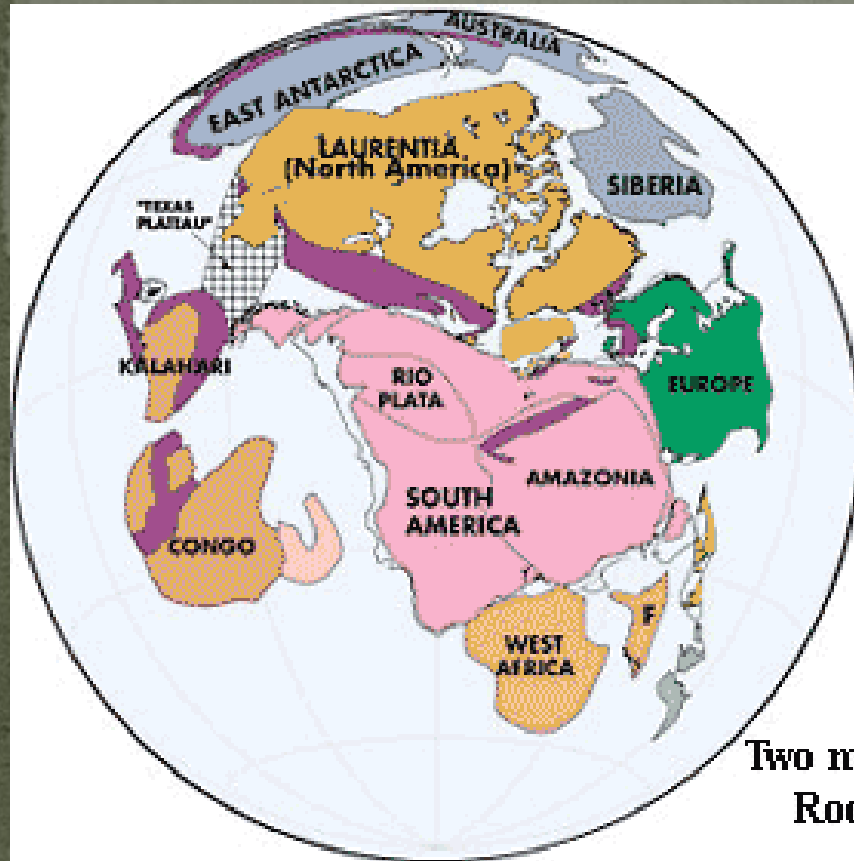 AUSTRALIA
EAST ANTARCTICA
LAURENTIA
(North America)
SIBERIA
"TEXAS
PLATEAU"
KALAHARI
RIO
PLATA
EUROPE
AMAZONIA
SOUTH
AMERICA
CONGO
WEST
AFRICA
F
Two